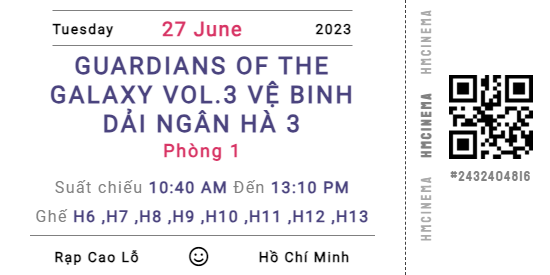 Tuesday 27 June 2023
GUARDIANS OF THE
GALAXY VOL.3 VỆ BINH
DẢI NGÂN HÀ 3
Phòng 1
Suất chiếu 10:40 AM Đến 13:10 PM
Ghế H6 ,H7 ,H8 ,H9 ,H10 ,H11 ,H12 ,H13
Rạp Cao Lỗ Hồ Chí Minh
HMCINEMA
HMCINEMA
HMCINEMA
#2432404816